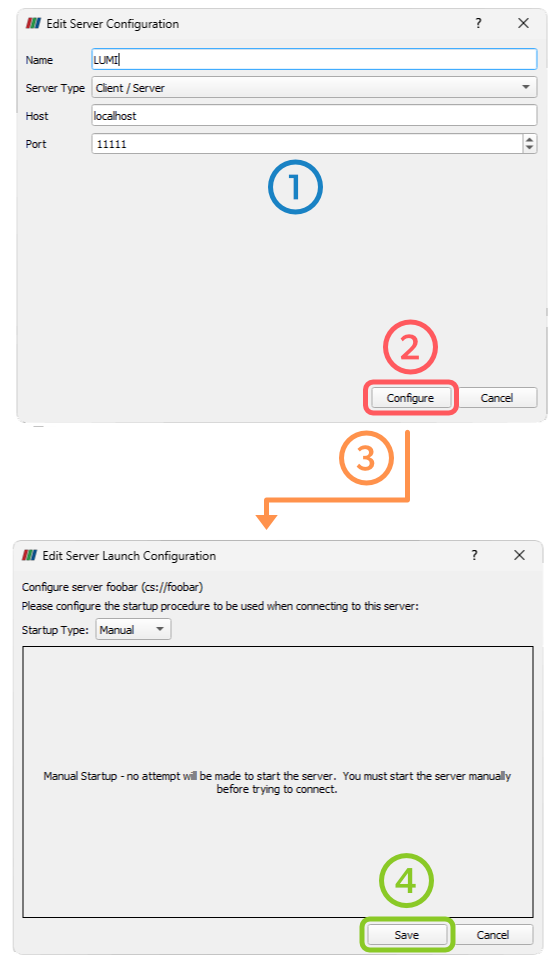 Edit Server Configuration ?
Name LUMI
Server Type Client / Server
Host localhost
Port 11111
1
2
Configure Cancel
3
Edit Server Launch Configuration ?
Configure server foobar (cs://foobar)
Please configure the startup procedure to be used when connecting to this server:
Startup Type: Manual
Manual Startup - no attempt will be made to start the server. You must start the server manually
before trying to connect.
4
Save Cancel